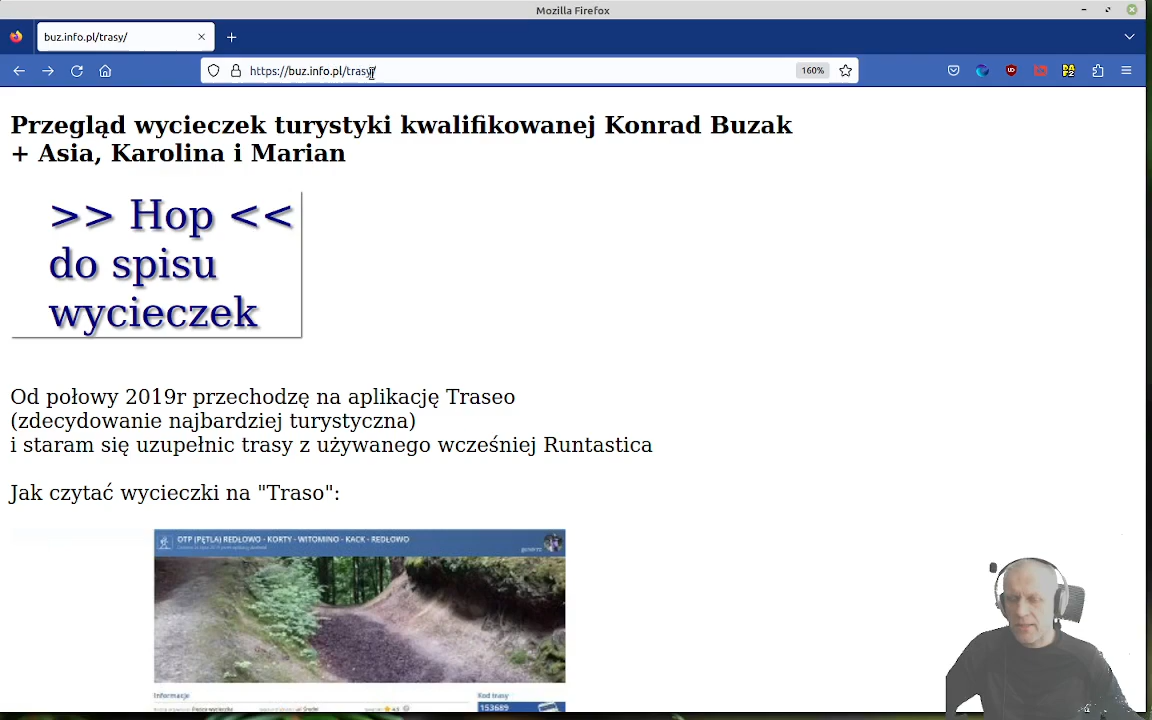 Mozilla Firefox
buz.info.pl/trasy/
https://buz.info.pl/trasy/
160%
Przegląd wycieczek turystyki kwalifikowanej Konrad Buzak
+ Asia, Karolina i Marian
>> Hop <<
do spisu
wycieczek
Od połowy 2019r przechodzę na aplikację Traseo
(zdecydowanie najbardziej turystyczna)
i staram się uzupełnic trasy z używanego wcześniej Runtastica
Jak czytać wycieczki na "Traso":
OTP (PĘTLA) REDŁOWO - KORTY - WITOMINO - KACK - REDŁOWO
Informacje
Kod trasy
153689